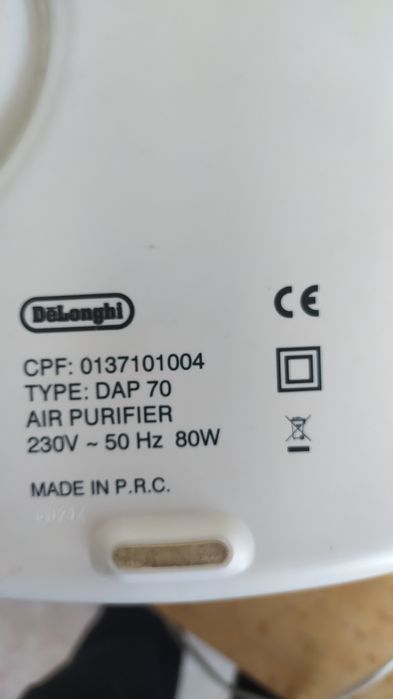 DeLonghi
CE
CPF: 0137101004
TYPE: DAP 70
AIR PURIFIER
230V ~ 50 Hz 80W
MADE IN P.R.C.